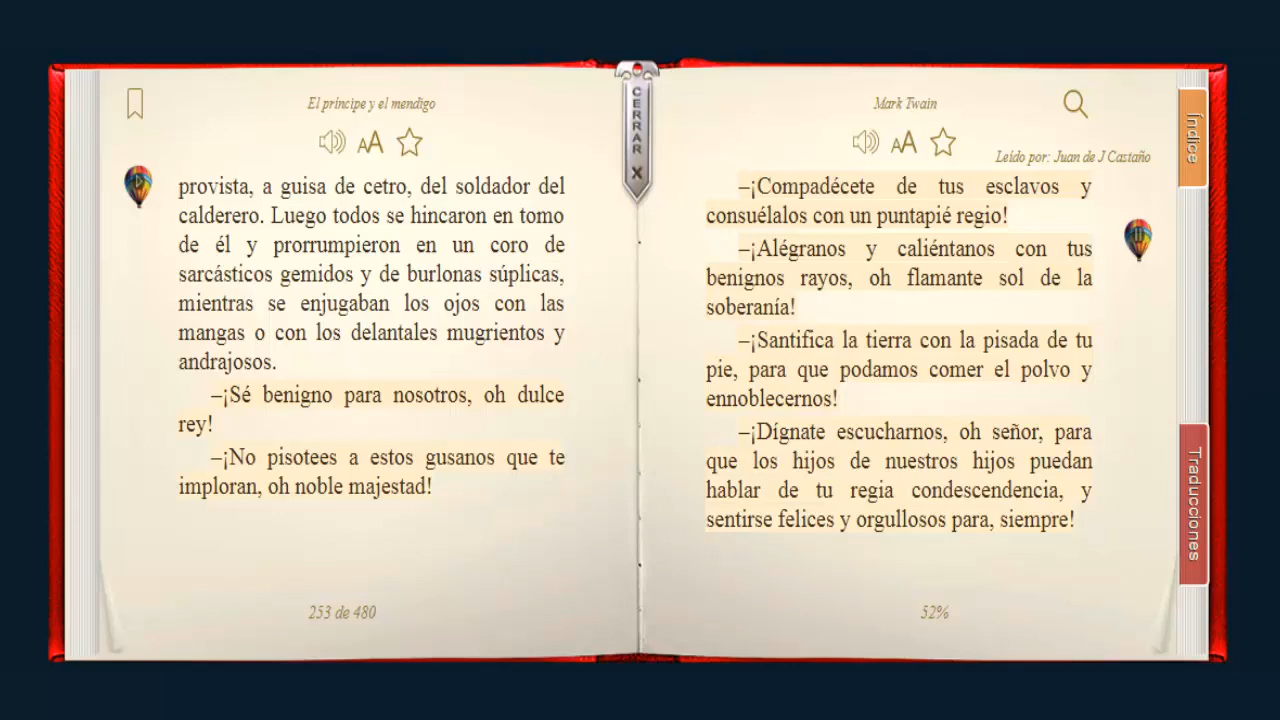 El príncipe y el mendigo
AA
provista, a guisa de cetro, del soldador del
calderero. Luego todos se hincaron en tomo
de él y prorrumpieron en un coro de
sarcásticos gemidos y de burlonas súplicas,
mientras se enjugaban los ojos con las
mangas o con los delantales mugrientos y
andrajosos.
–¡Sé benigno para nosotros, oh dulce
rey!
–¡No pisotees a estos gusanos que te
imploran, oh noble majestad!
253 de 480
CERRAR X
Mark Twain
AA
Leído por: Juan de J Castaño
–¡Compadécete de tus esclavos y
consuélalos con un puntapié regio!
–¡Alégranos y caliéntanos con tus
benignos rayos, oh flamante sol de la
soberanía!
–¡Santifica la tierra con la pisada de tu
pie, para que podamos comer el polvo y
ennoblecernos!
–¡Dígnate escucharnos, oh señor, para
que los hijos de nuestros hijos puedan
hablar de tu regia condescendencia, y
sentirse felices y orgullosos para, siempre!
52%
Índice
Traducciones